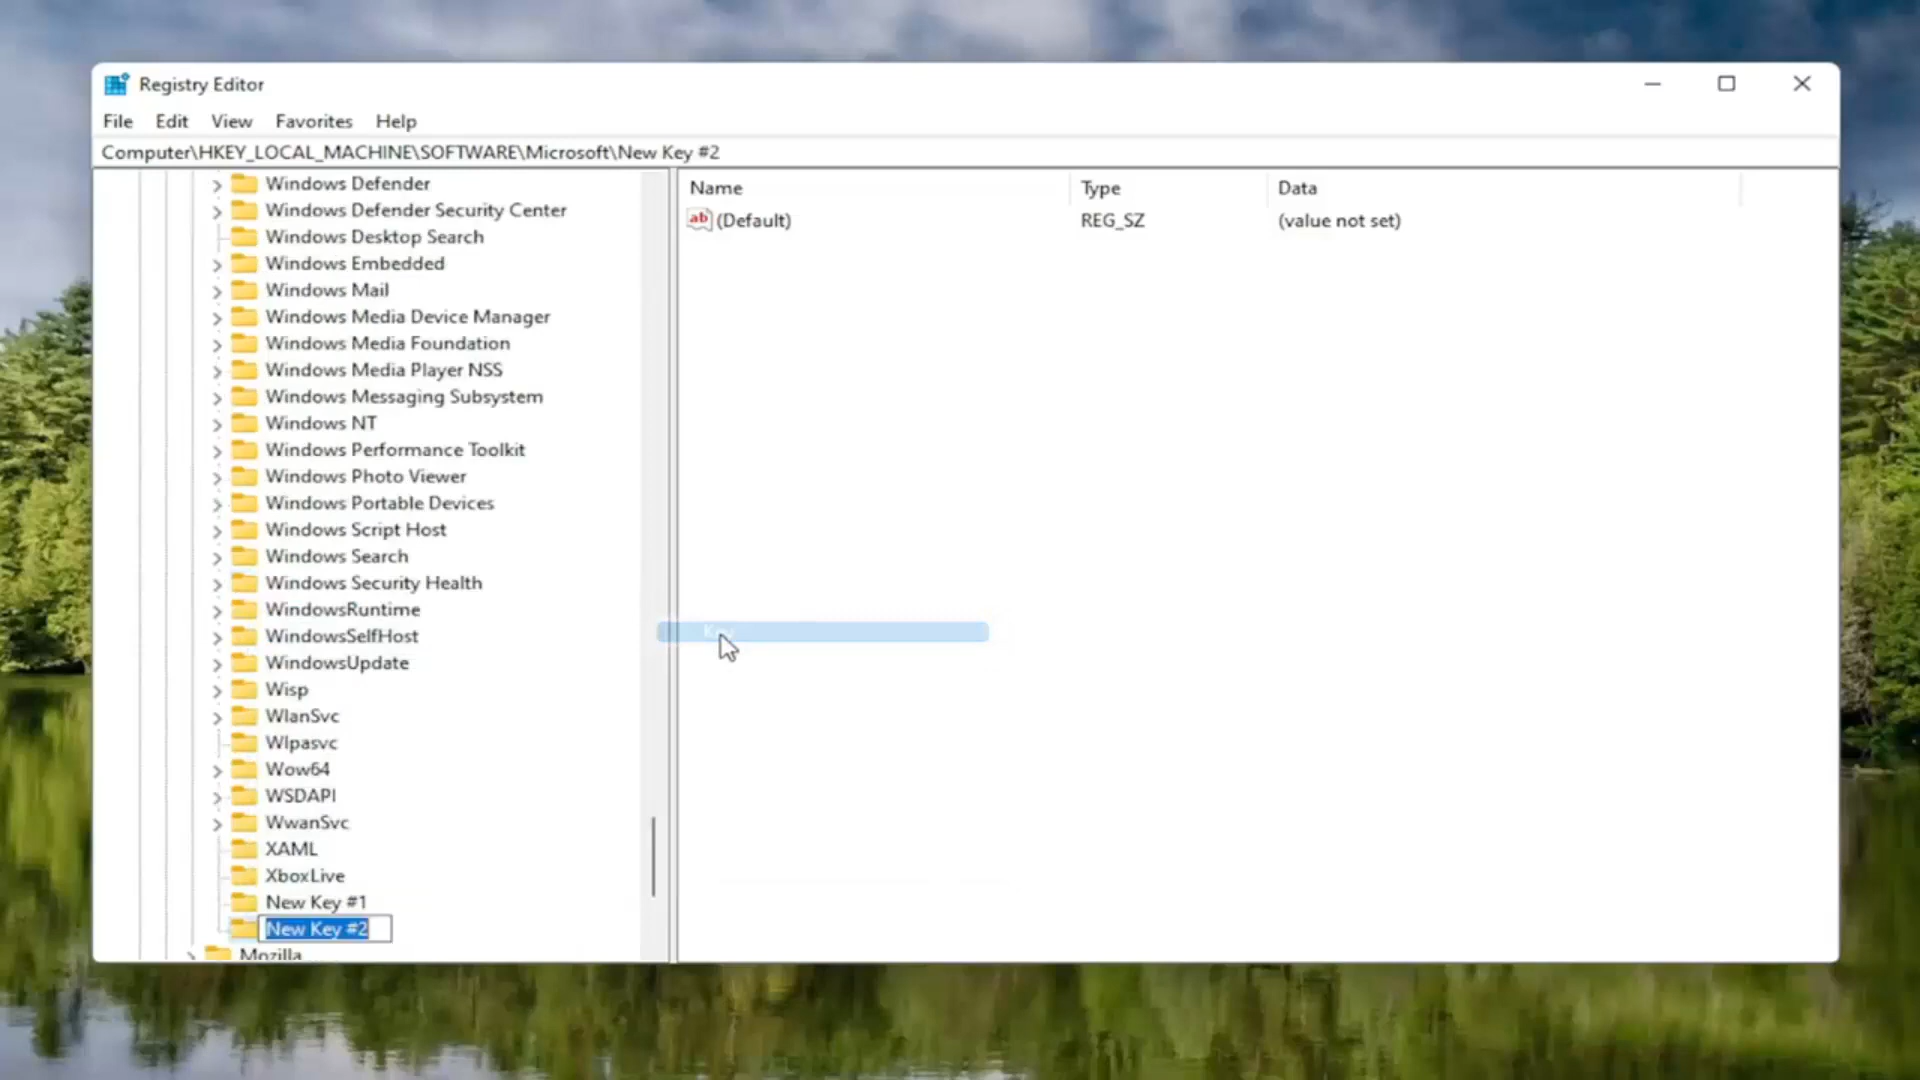 Registry Editor
File Edit View Favorites Help
Computer\HKEY_LOCAL_MACHINE\SOFTWARE\Microsoft\New Key #2
Name Type Data
ab (Default) REG_SZ (value not set)
Windows Defender
Windows Defender Security Center
Windows Desktop Search
Windows Embedded
Windows Mail
Windows Media Device Manager
Windows Media Foundation
Windows Media Player NSS
Windows Messaging Subsystem
Windows NT
Windows Performance Toolkit
Windows Photo Viewer
Windows Portable Devices
Windows Script Host
Windows Search
Windows Security Health
WindowsRuntime
WindowsSelfHost
WindowsUpdate
Wisp
WlanSvc
Wlpasvc
Wow64
WSDAPI
WwanSvc
XAML
XboxLive
New Key #1
New Key #2
Mozilla
Key